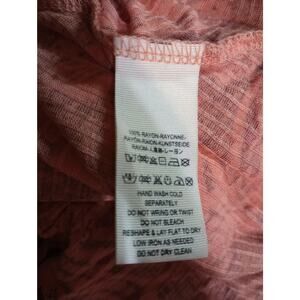 100% RAYON-RAYONNE-
RAYON-RAION-KUNSTSEIDE
HAND WASH COLD
SEPARATELY
DO NOT WRING OR TWIST
DO NOT BLEACH
RESHAPE & LAY FLAT TO DRY
LOW IRON AS NEEDED
DO NOT DRY CLEAN